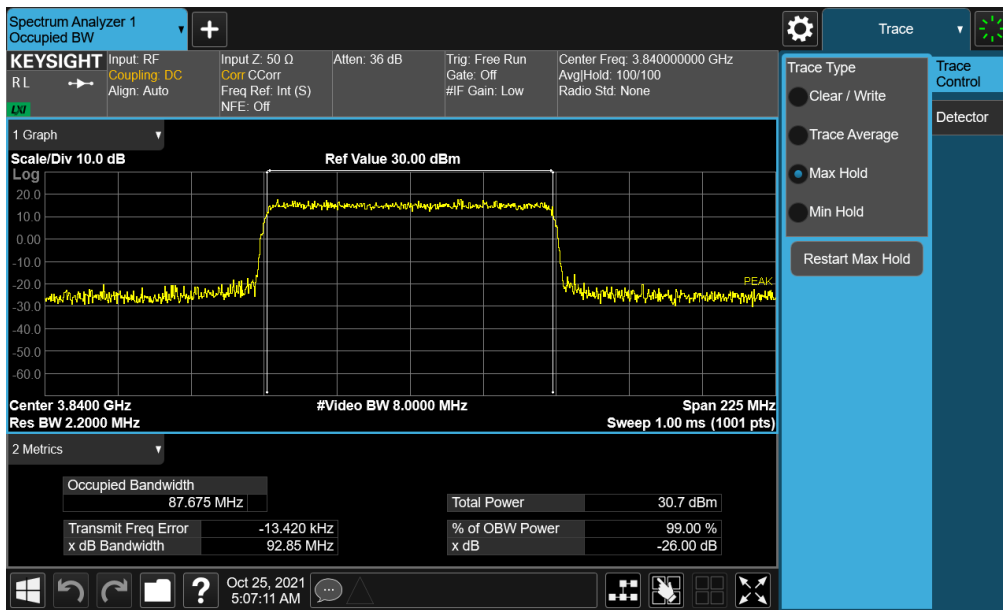 Spectrum Analyzer 1
Occupied BW
+
Trace
KEYSIGHT
R L
LXI
Input: RF
Coupling: DC
Align: Auto
Input Z: 50 Ω
Corr CCorr
Freq Ref: Int (S)
NFE: Off
Atten: 36 dB
Trig: Free Run
Gate: Off
#IF Gain: Low
Center Freq: 3.840000000 GHz
Avg|Hold: 100/100
Radio Std: None
Trace Type
Clear / Write
Trace Average
Max Hold
Min Hold
Restart Max Hold
Trace
Control
Detector
1 Graph
Scale/Div 10.0 dB
Ref Value 30.00 dBm
Log
20.0
10.0
0.00
-10.0
-20.0
-30.0
-40.0
-50.0
-60.0
PEAK
Center 3.8400 GHz
#Video BW 8.0000 MHz
Span 225 MHz
Res BW 2.2000 MHz
Sweep 1.00 ms (1001 pts)
2 Metrics
Occupied Bandwidth
87.675 MHz
Total Power 30.7 dBm
Transmit Freq Error -13.420 kHz
% of OBW Power 99.00 %
x dB Bandwidth 92.85 MHz
x dB -26.00 dB
?
Oct 25, 2021
5:07:11 AM